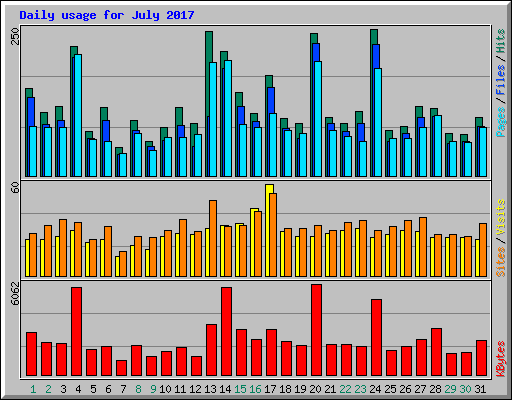 Daily usage for July 2017
250
Pages / Files / Hits
60
Sites / Visits
6062
KBytes
1 2 3 4 5 6 7 8 9 10 11 12 13 14 15 16 17 18 19 20 21 22 23 24 25 26 27 28 29 30 31